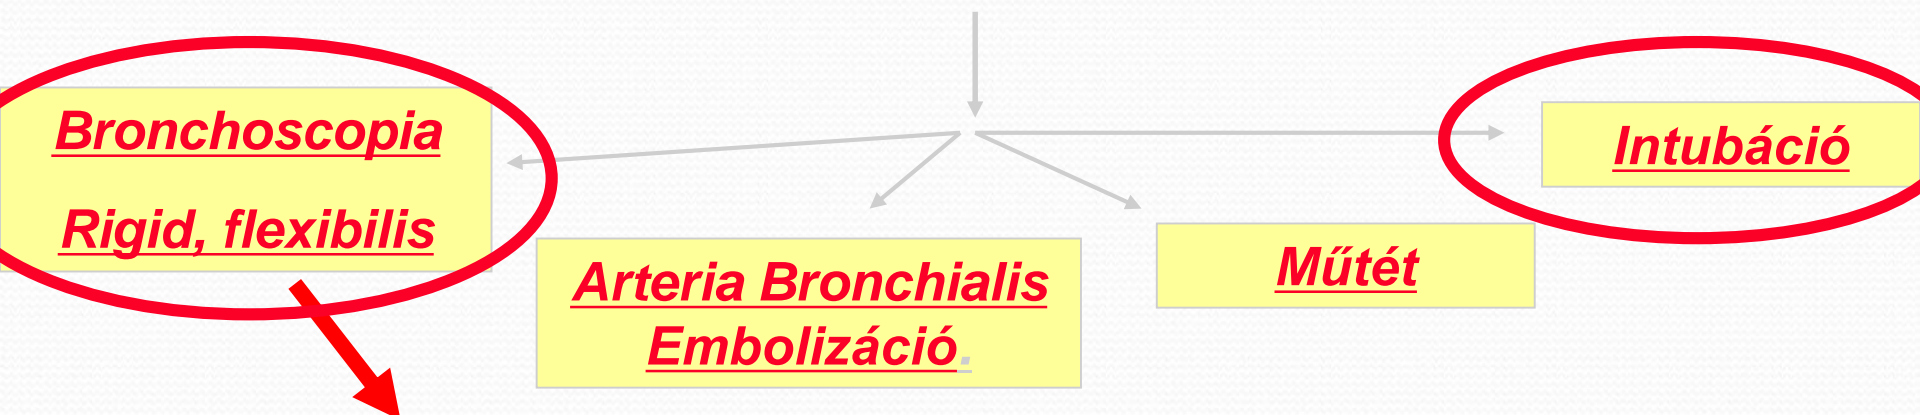 Bronchoscopia
Rigid, flexibilis
Arteria Bronchialis
Embolizáció.
Műtét
Intubáció